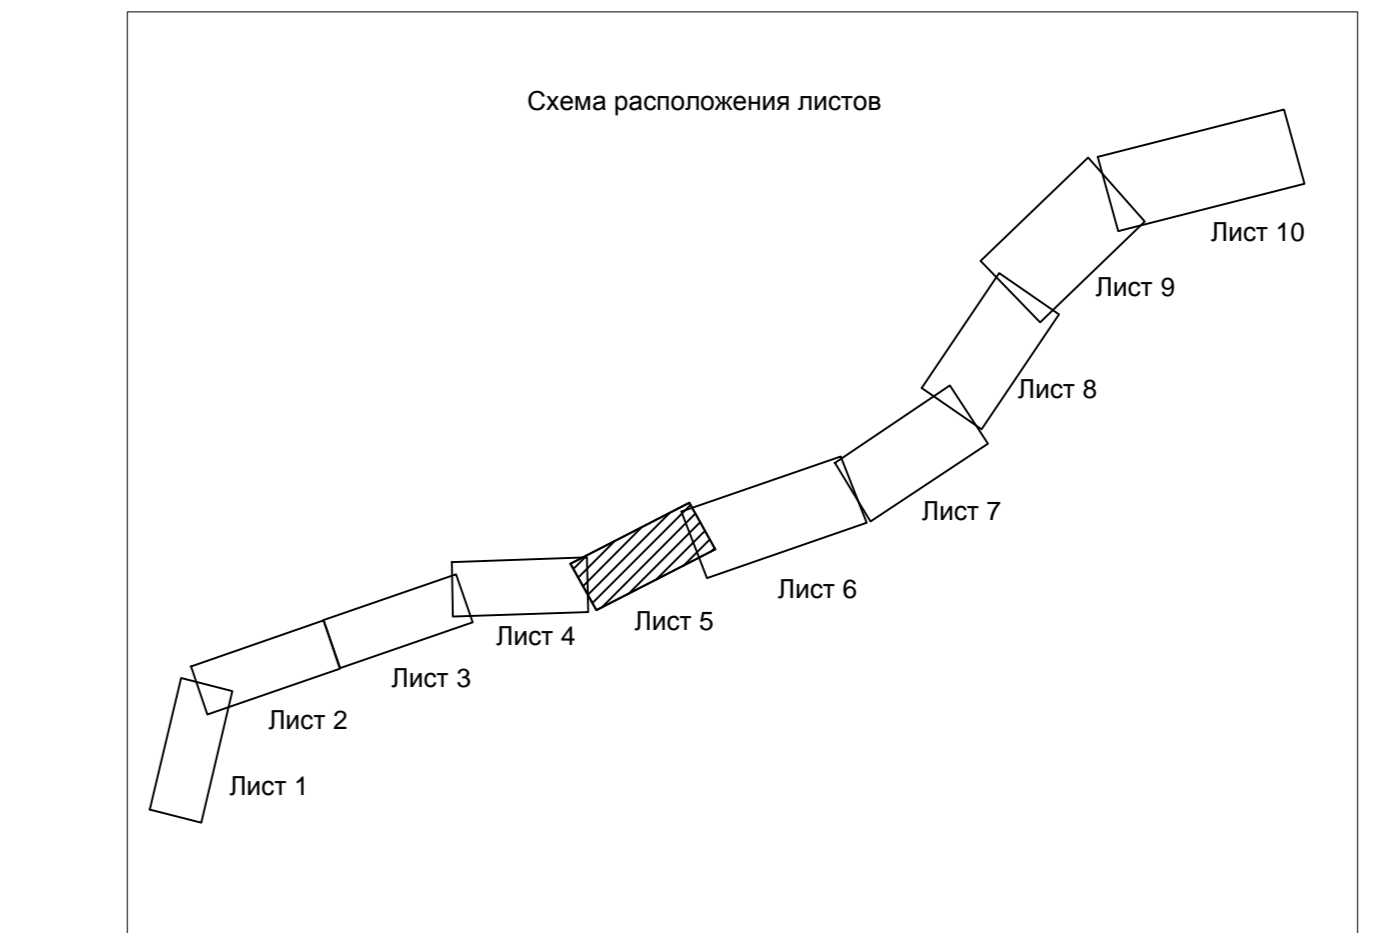 Схема расположения листов
Лист 10
Лист 9
Лист 8
Лист 7
Лист 6
Лист 5
Лист 4
Лист 3
Лист 2
Лист 1